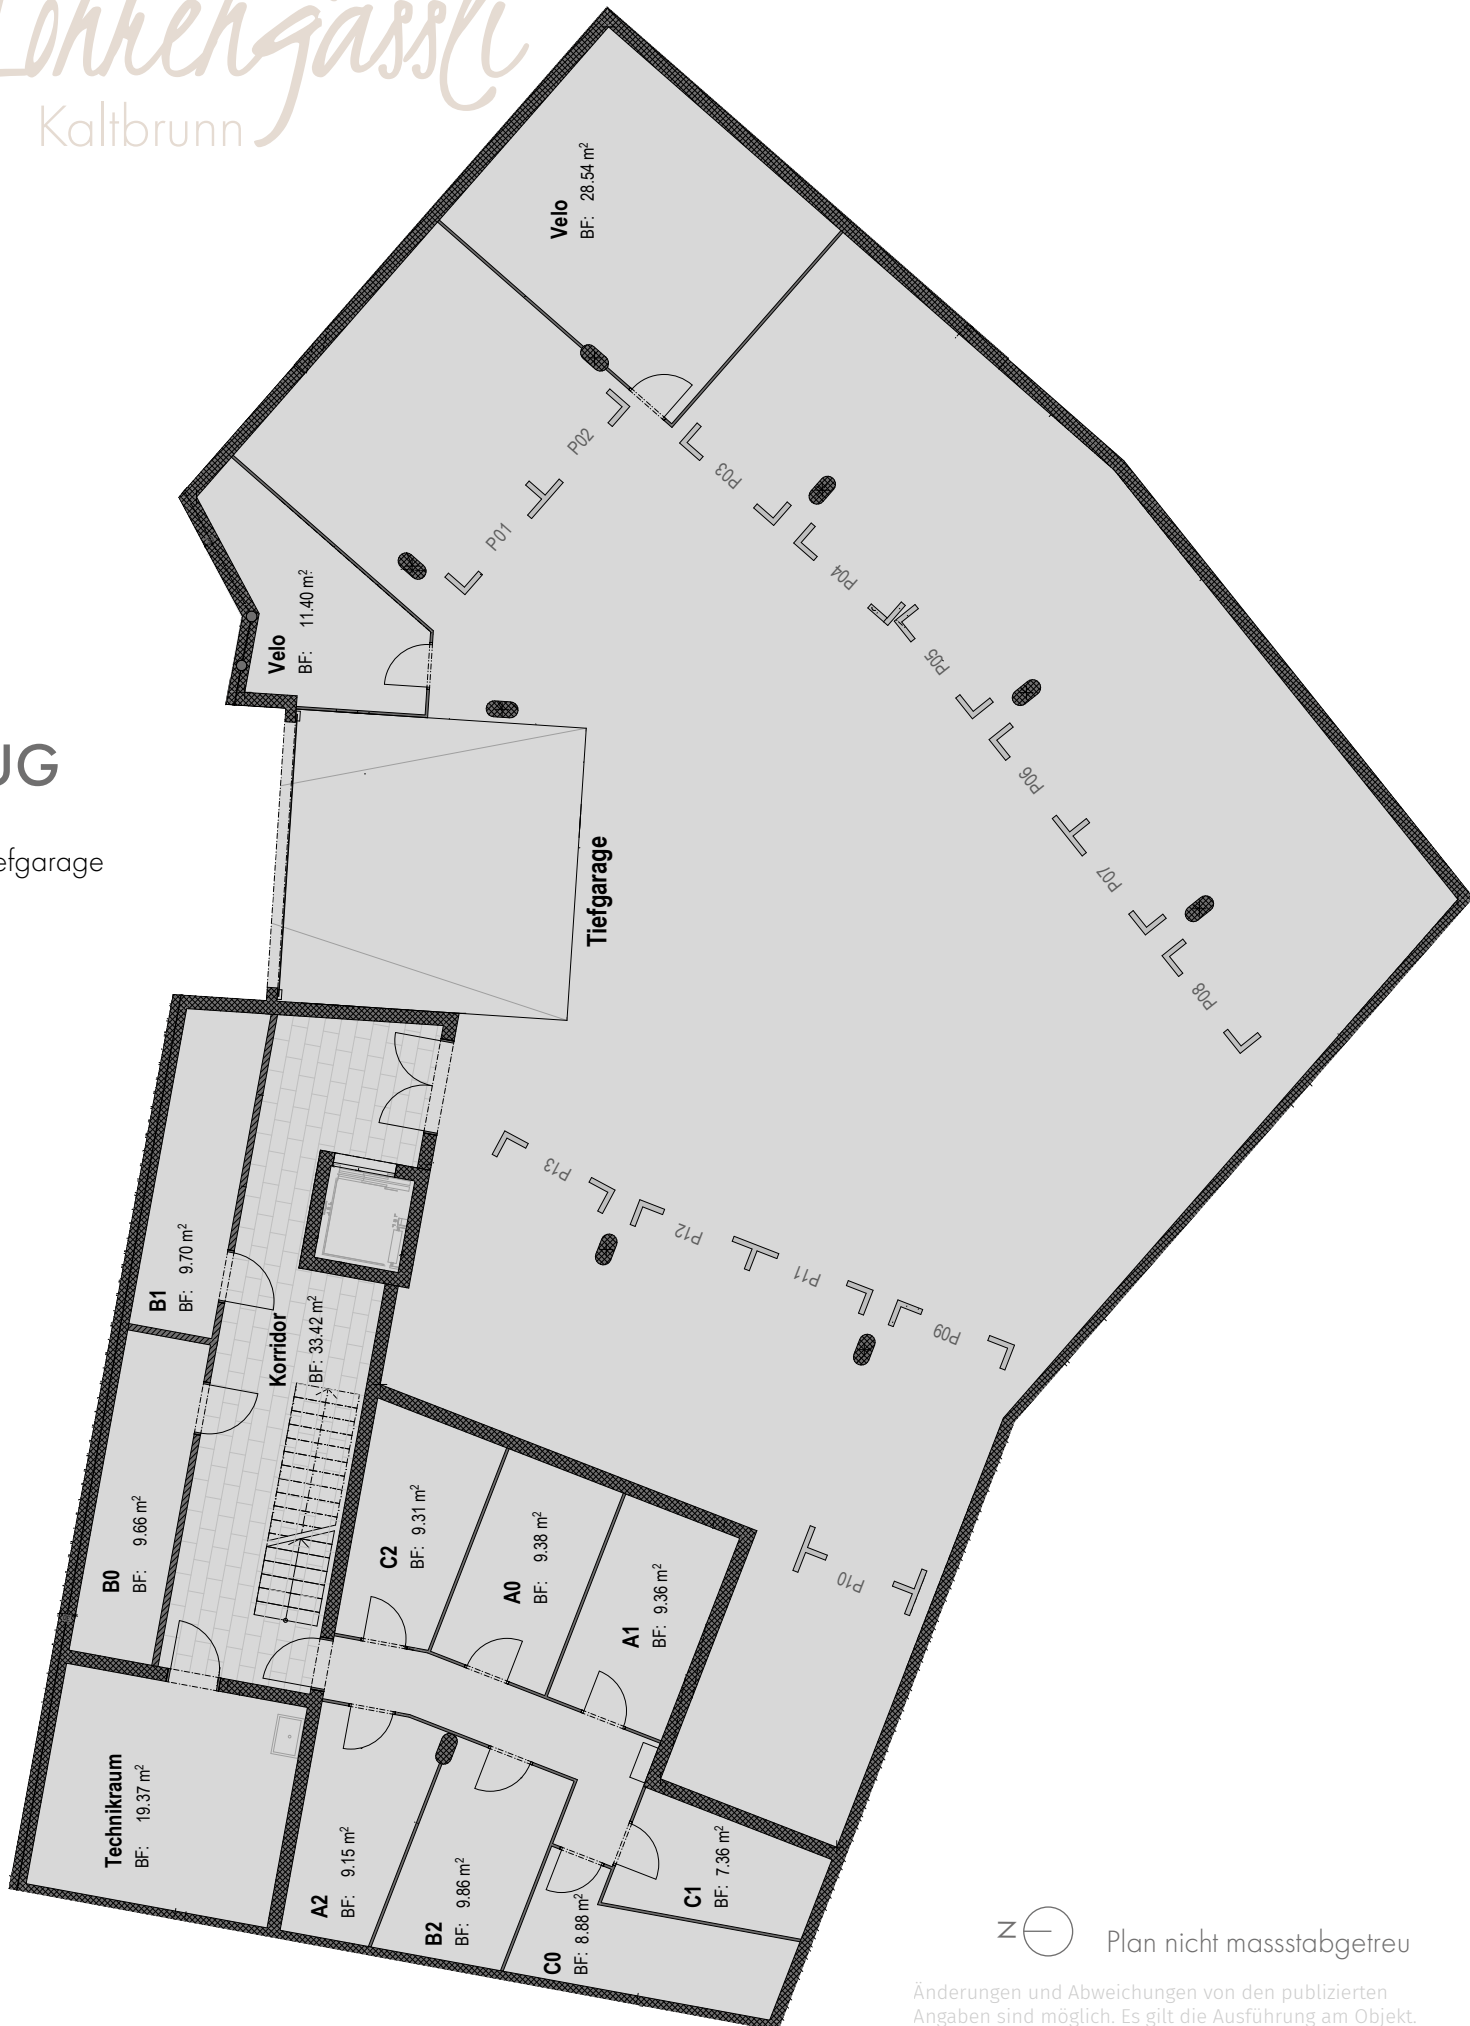 Kaltbrunn
Velo
BF: 28.54 m²
P02
P01
P03
P04
P05
P06
P07
P08
Velo
BF: 11.40 m²
UG
Tiefgarage
P13
P12
P11
P09
P10
B1
BF: 9.70 m²
Korridor
BF: 33.42 m²
B0
BF: 9.66 m²
C2
BF: 9.31 m²
A0
BF: 9.38 m²
A1
BF: 9.36 m²
Technikraum
BF: 19.37 m²
A2
BF: 9.15 m²
B2
BF: 9.86 m²
C0
BF: 8.88 m²
C1
BF: 7.36 m²
N
Plan nicht massstabgetreu
Änderungen und Abweichungen von den publizierten
Angaben sind möglich. Es gilt die Ausführung am Objekt.